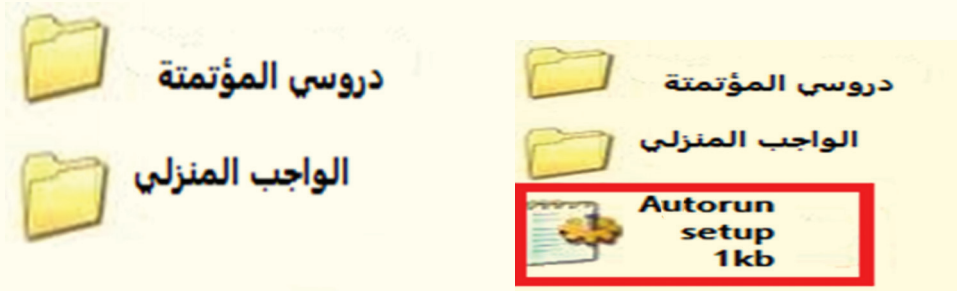 دروسي المؤتمتة
الواجب المنزلي
دروسي المؤتمتة
الواجب المنزلي
Autorun
setup
1kb